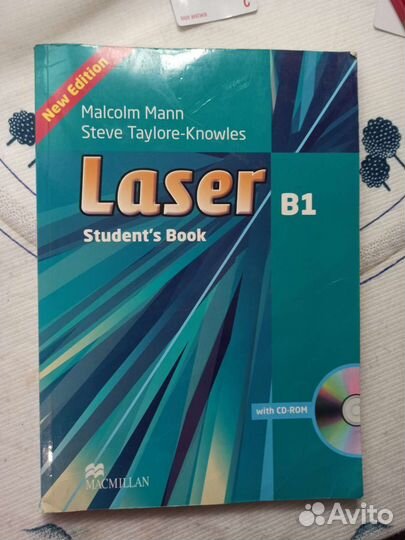 New Edition
Malcolm Mann
Steve Taylore-Knowles
Laser B1
Student's Book
with CD-ROM
MACMILLAN
Avito